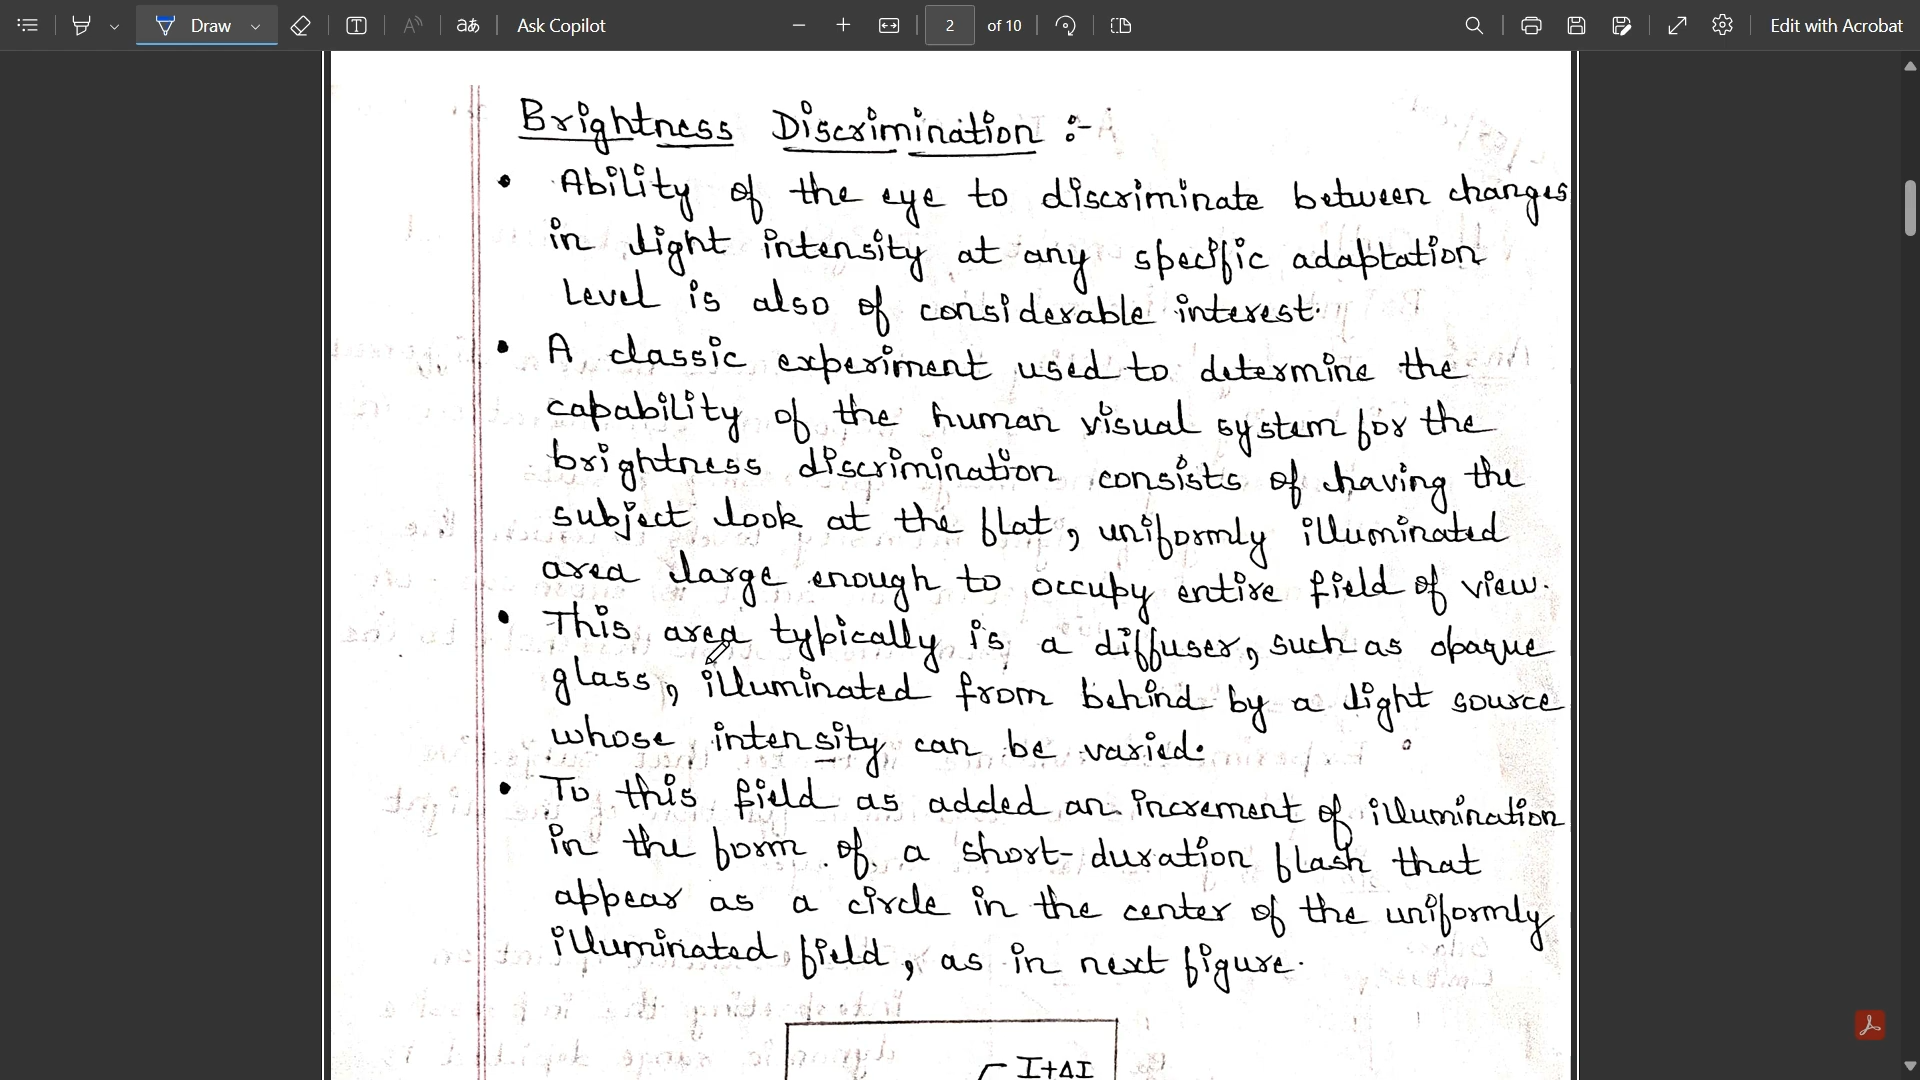 Draw
Ask Copilot
2 of 10
Edit with Acrobat
Brightness Discrimination :-
• Ability of the eye to discriminate between changes
in light intensity at any specific adaptation
level is also of considerable interest.
• A classic experiment used to determine the
capability of the human visual system for the
brightness discrimination consists of having the
subject look at the flat, uniformly illuminated
area large enough to occupy entire field of view.
• This area typically is a diffuser, such as opaque
glass, illuminated from behind by a light source
whose intensity can be varied.
• To this field as added an increment of illumination
in the form of a short-duration flash that
appear as a circle in the center of the uniformly
illuminated field, as in next figure.
I+ΔI